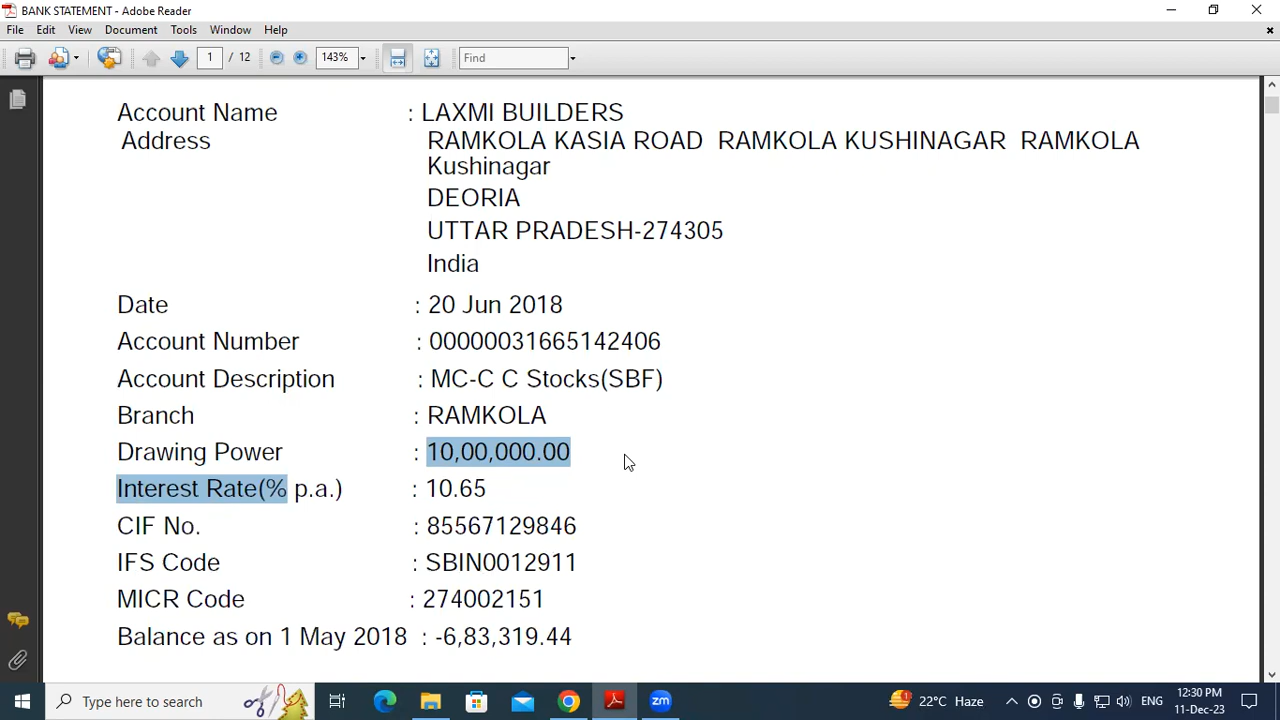 BANK STATEMENT - Adobe Reader
File Edit View Document Tools Window Help
1 / 12 143% Find
Account Name : LAXMI BUILDERS
Address RAMKOLA KASIA ROAD RAMKOLA KUSHINAGAR RAMKOLA
Kushinagar
DEORIA
UTTAR PRADESH-274305
India
Date : 20 Jun 2018
Account Number : 00000031665142406
Account Description : MC-C C Stocks(SBF)
Branch : RAMKOLA
Drawing Power : 10,00,000.00
Interest Rate(% p.a.) : 10.65
CIF No. : 85567129846
IFS Code : SBIN0012911
MICR Code : 274002151
Balance as on 1 May 2018 : -6,83,319.44
Type here to search zm 1 22°C Haze ENG 12:30 PM
11-Dec-23